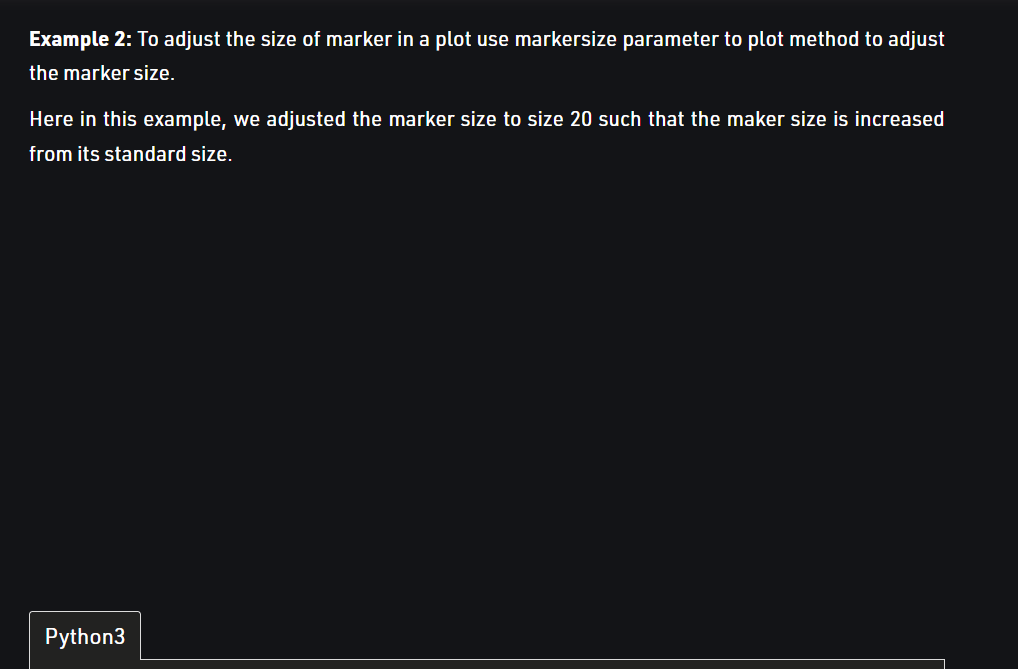 Example 2: To adjust the size of marker in a plot use markersize parameter to plot method to adjust
the marker size.
Here in this example, we adjusted the marker size to size 20 such that the maker size is increased
from its standard size.
Python3